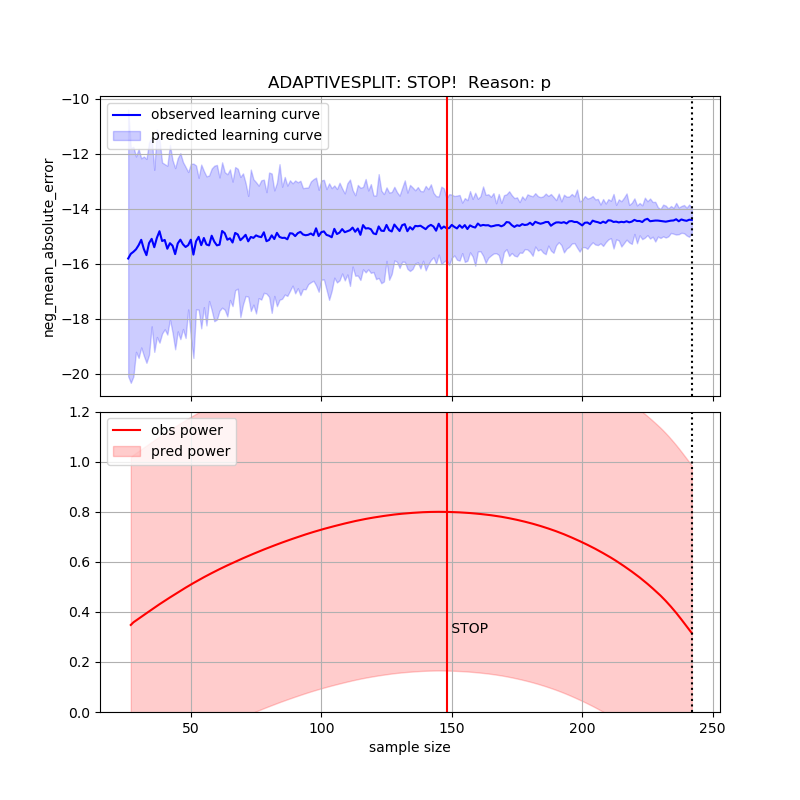 ADAPTIVESPLIT: STOP!  Reason: p
−10
−12
−14
−16
−18
−20
neg_mean_absolute_error
observed learning curve
predicted learning curve
1.2
1.0
0.8
0.6
0.4
0.2
0.0
obs power
pred power
STOP
50
100
150
200
250
sample size